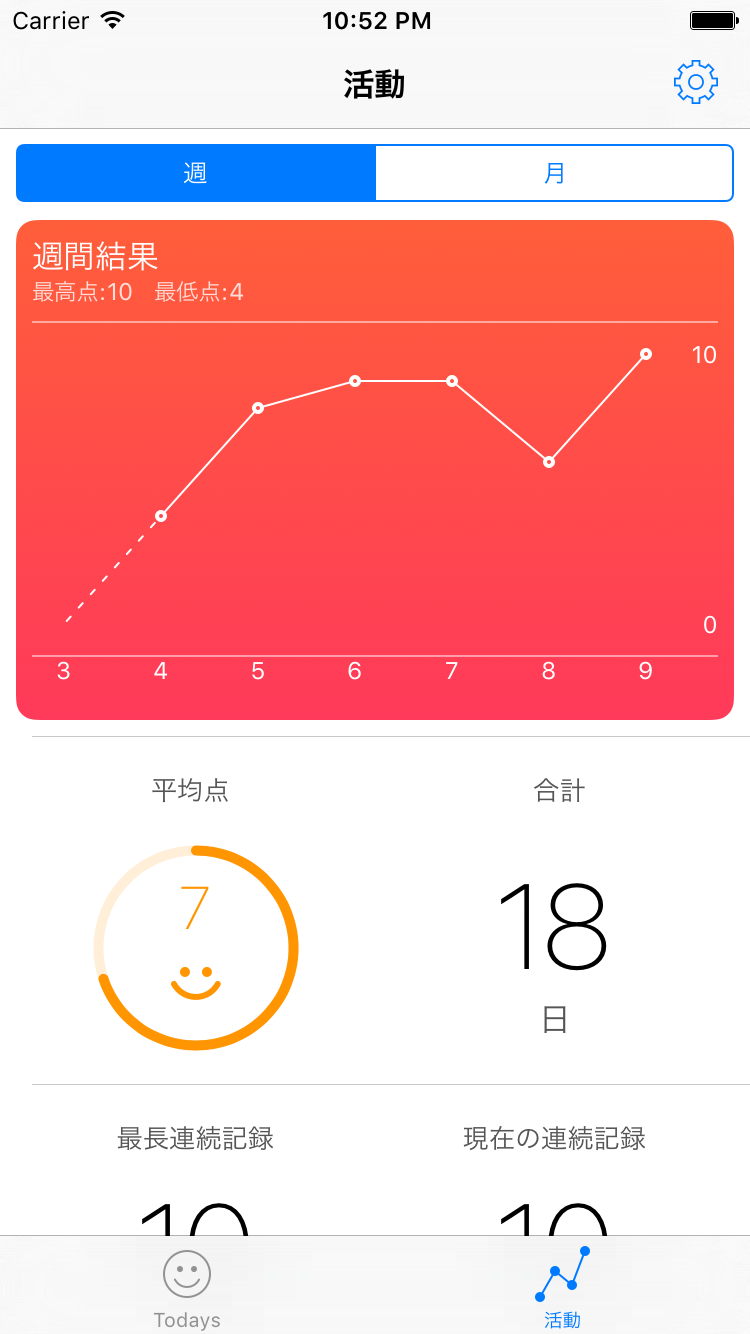 Carrier 10:52 PM
活動
週 月
週間結果
最高点:10 最低点:4
10
0
3 4 5 6 7 8 9
平均点 合計
7 18
日
最長連続記録 現在の連続記録
Todays 活動